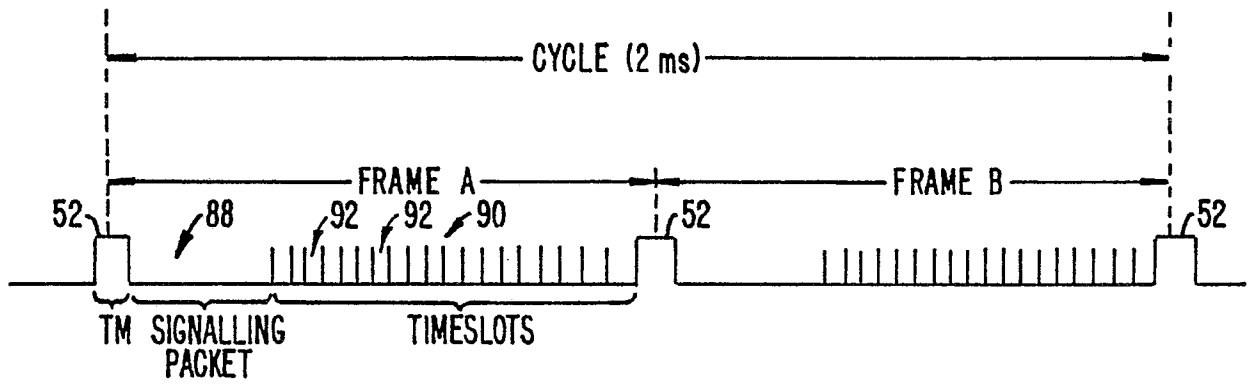 CYCLE (2 ms)
FRAME A
FRAME B
52
88
92
92
90
52
52
TM
SIGNALLING
PACKET
TIMESLOTS